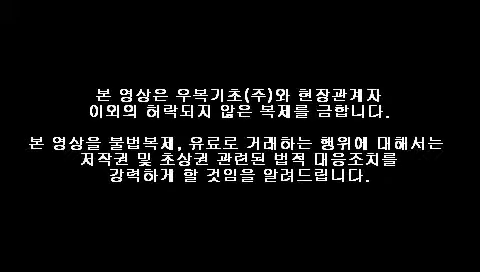 본 영상은 우복기초(주)와 현장관계자
이외의 허락되지 않은 복제를 금합니다.
본 영상을 불법복제, 유료로 거래하는 행위에 대해서는
저작권 및 초상권 관련된 법적 대응조치를
강력하게 할 것임을 알려드립니다.